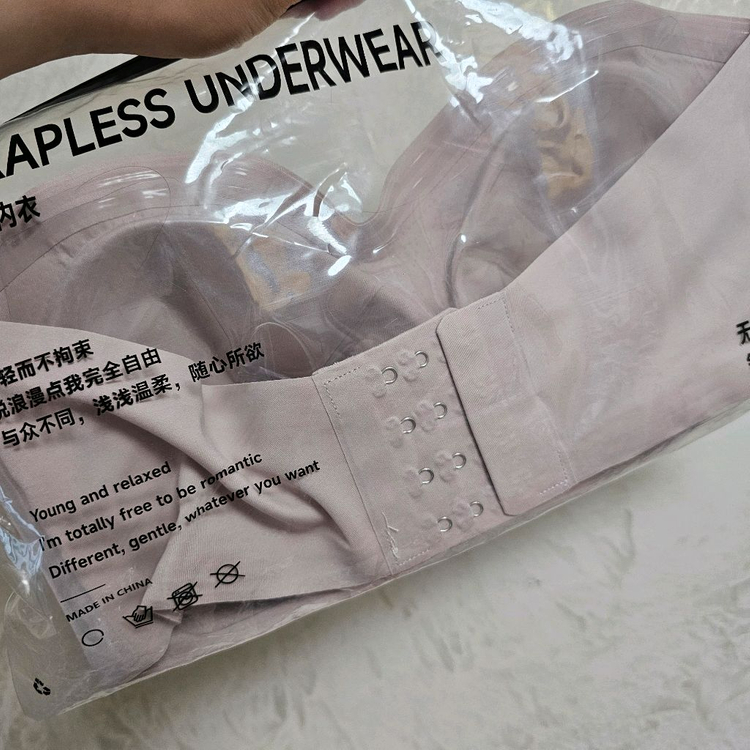 APLESS UNDERWEAR
内衣
轻而不拘束
浪漫点我完全自由
与众不同，浅浅温柔，随心所欲
Young and relaxed
I'm totally free to be romantic
Different, gentle, whatever you want
MADE IN CHINA